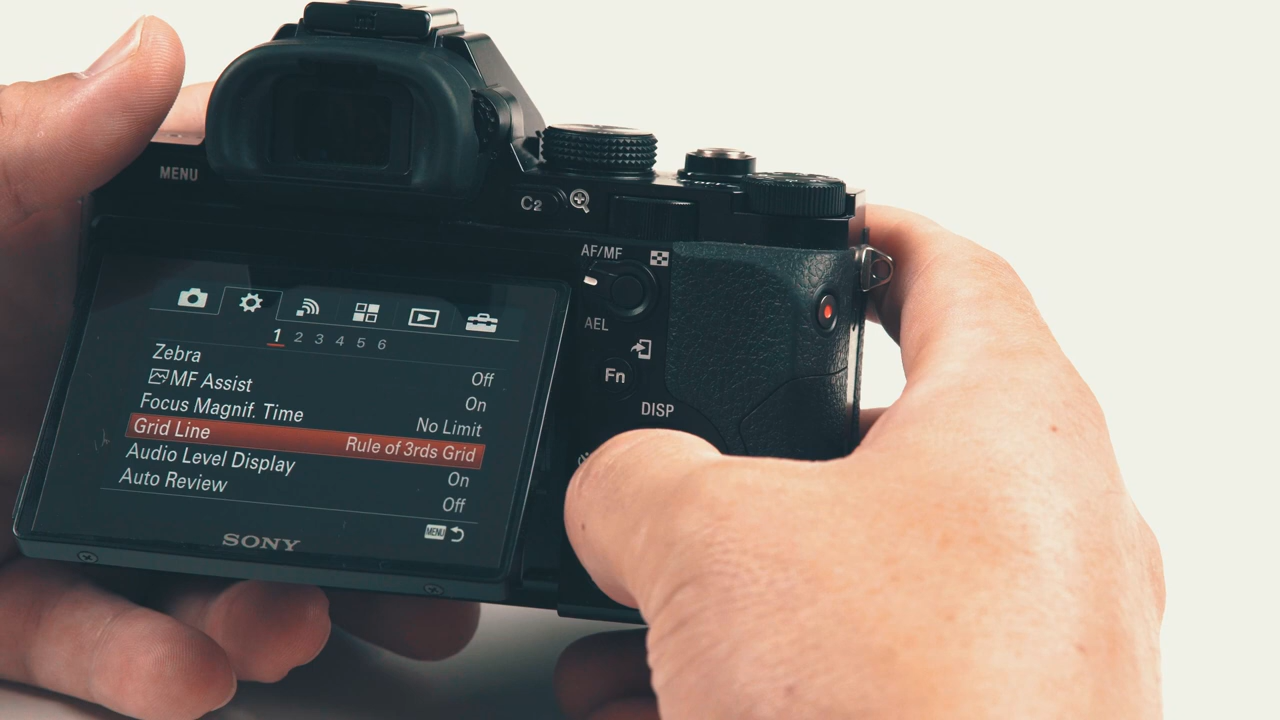 MENU
C2
AF/MF
AEL
Fn
DISP
1 2 3 4 5 6
Zebra Off
MF Assist On
Focus Magnif. Time No Limit
Grid Line Rule of 3rds Grid
Audio Level Display On
Auto Review Off
MENU
SONY